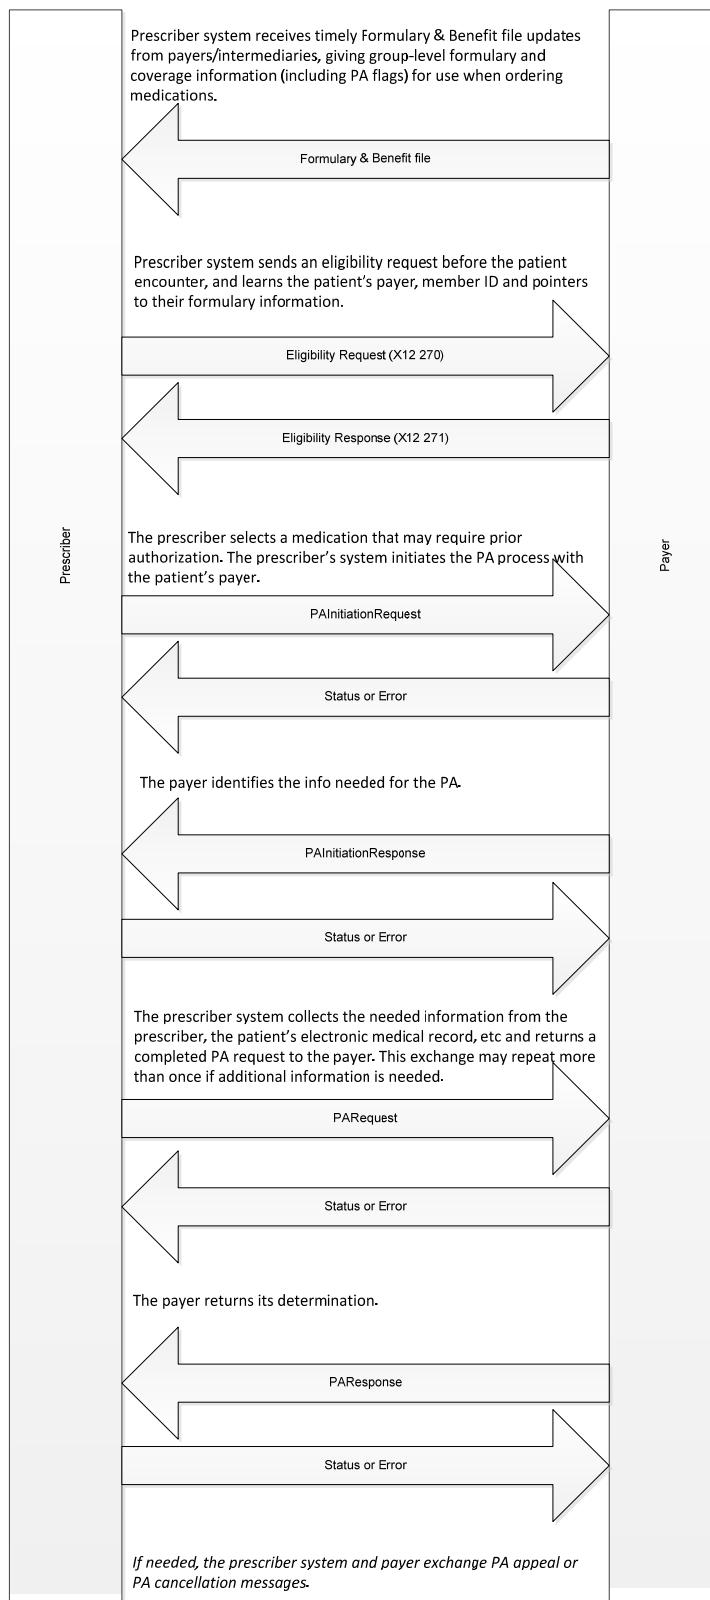 Prescriber system receives timely Formulary & Benefit file updates
from payers/intermediaries, giving group-level formulary and
coverage information (including PA flags) for use when ordering
medications.
Formulary & Benefit file
Prescriber system sends an eligibility request before the patient
encounter, and learns the patient's payer, member ID and pointers
to their formulary information.
Eligibility Request (X12 270)
Eligibility Response (X12 271)
Prescriber
Payer
The prescriber selects a medication that may require prior
authorization. The prescriber's system initiates the PA process with
the patient's payer.
PAInitiationRequest
Status or Error
The payer identifies the info needed for the PA.
PAInitiationResponse
Status or Error
The prescriber system collects the needed information from the
prescriber, the patient's electronic medical record, etc and returns a
completed PA request to the payer. This exchange may repeat more
than once if additional information is needed.
PARequest
Status or Error
The payer returns its determination.
PAResponse
Status or Error
If needed, the prescriber system and payer exchange PA appeal or
PA cancellation messages.